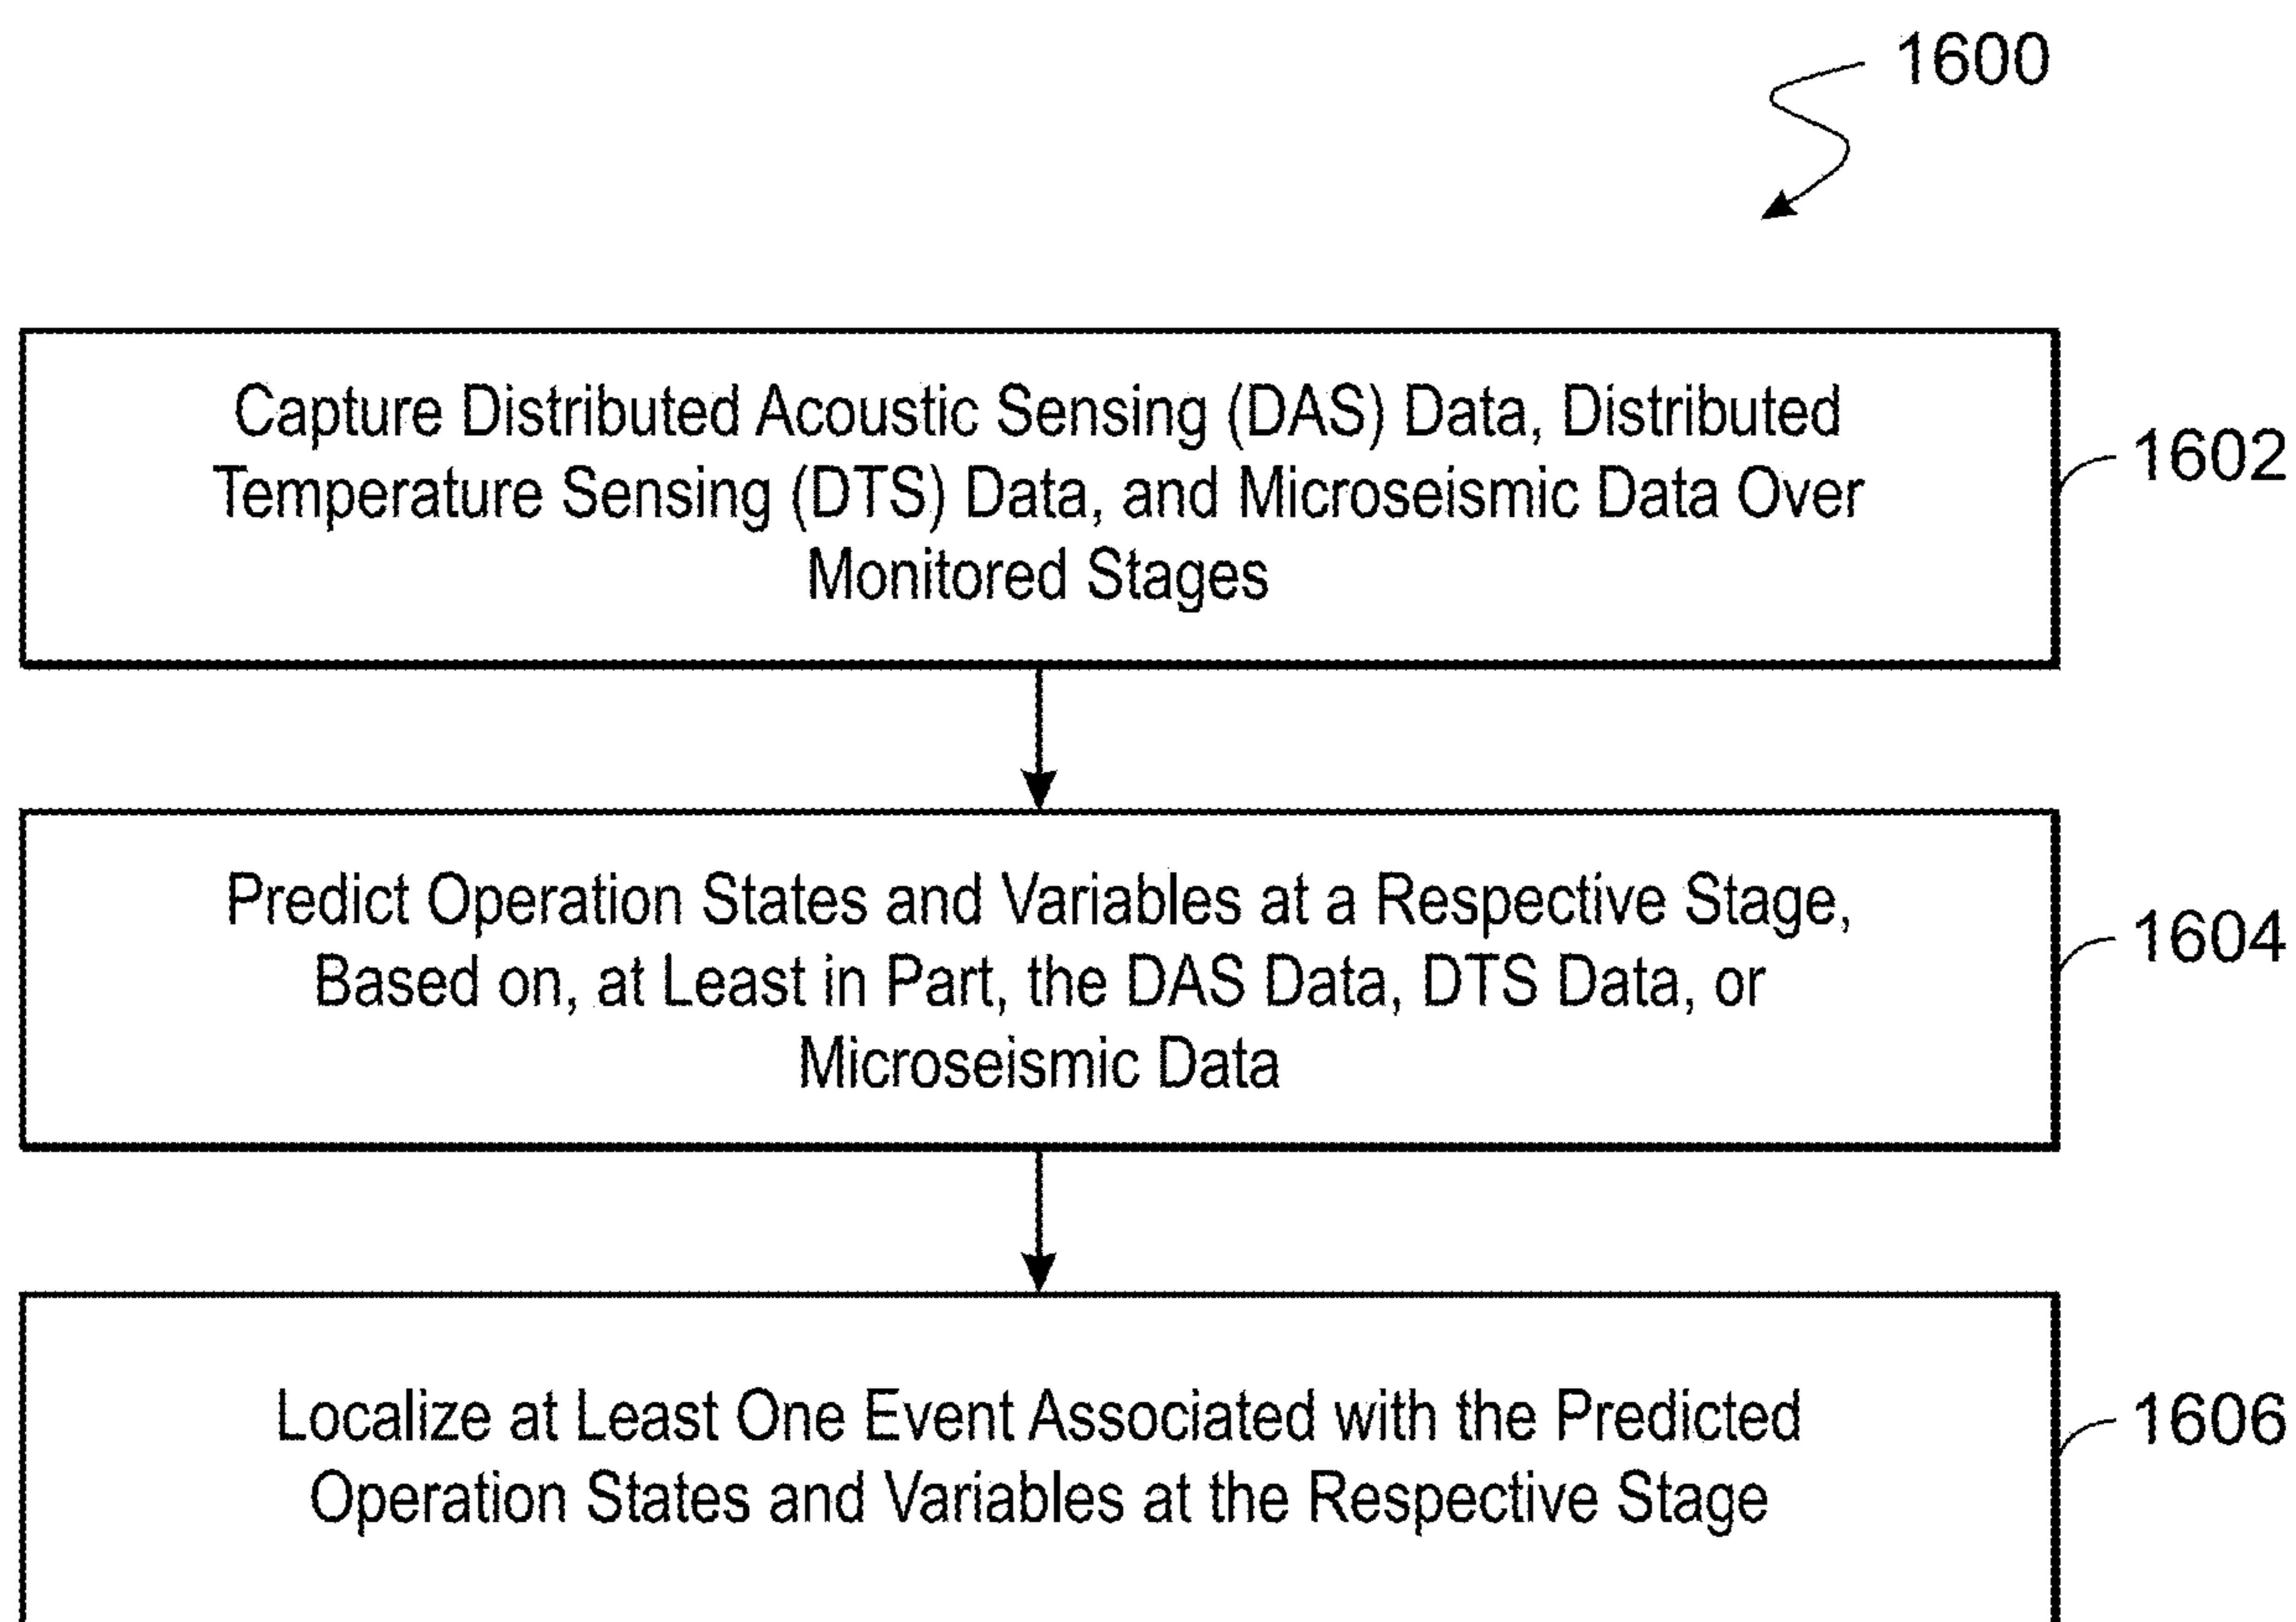 1600
Capture Distributed Acoustic Sensing (DAS) Data, Distributed
Temperature Sensing (DTS) Data, and Microseismic Data Over
Monitored Stages
1602
Predict Operation States and Variables at a Respective Stage,
Based on, at Least in Part, the DAS Data, DTS Data, or
Microseismic Data
1604
Localize at Least One Event Associated with the Predicted
Operation States and Variables at the Respective Stage
1606